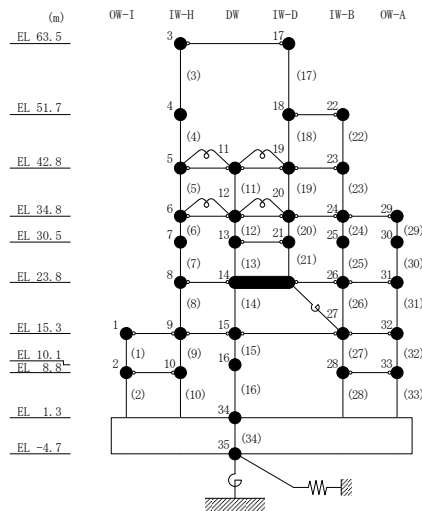 (m) OW-I IW-H DW IW-D IW-B OW-A
EL 63.5 3 17
(3) (17)
EL 51.7 4 18 22
(4) 11 19 (18) (22)
EL 42.8 5 23
(5) 12 (11) 20 (19) (23)
EL 34.8 6 24 29
(6) (12) (20) (24) (29)
EL 30.5 7 13 21 25 30
(7) (13) (21) (25) (30)
EL 23.8 8 14 26 31
(8) (14) (26) (31)
27
EL 15.3 1 9 15 32
(1) (9) (15) (27) (32)
EL 10.1 16
EL 8.8 2 10 28 33
(2) (10) (16) (28) (33)
EL 1.3 34
(34)
EL -4.7 35